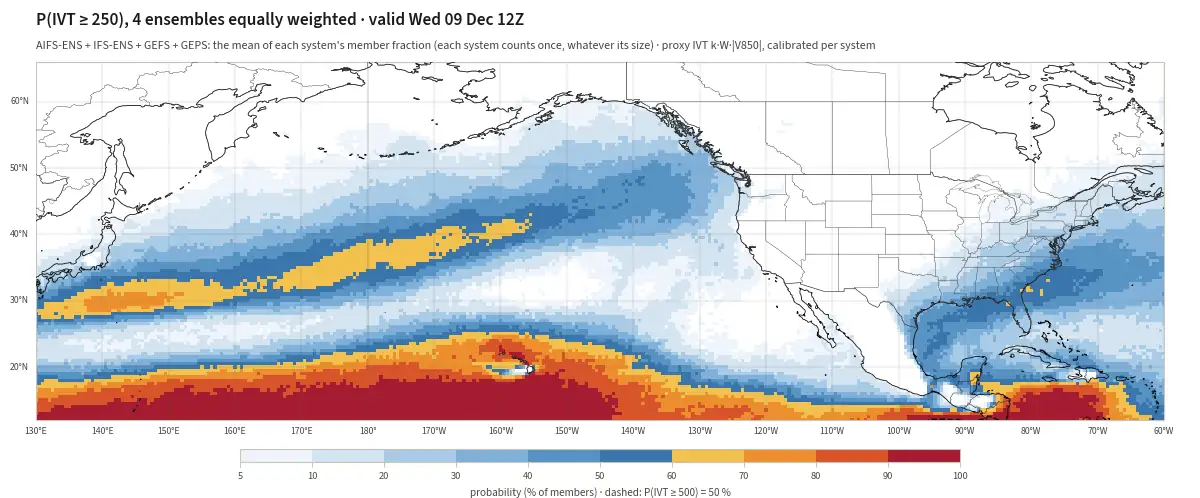 P(IVT ≥ 250), 4 ensembles equally weighted · valid Wed 09 Dec 12Z
AIFS-ENS + IFS-ENS + GEFS + GEPS: the mean of each system's member fraction (each system counts once, whatever its size) · proxy IVT k·W·|V850|, calibrated per system
60°N
50°N
40°N
30°N
20°N
130°E 140°E 150°E 160°E 170°E 180° 170°W 160°W 150°W 140°W 130°W 120°W 110°W 100°W 90°W 80°W 70°W 60°W
5 10 20 30 40 50 60 70 80 90 100
probability (% of members) · dashed: P(IVT ≥ 500) = 50 %